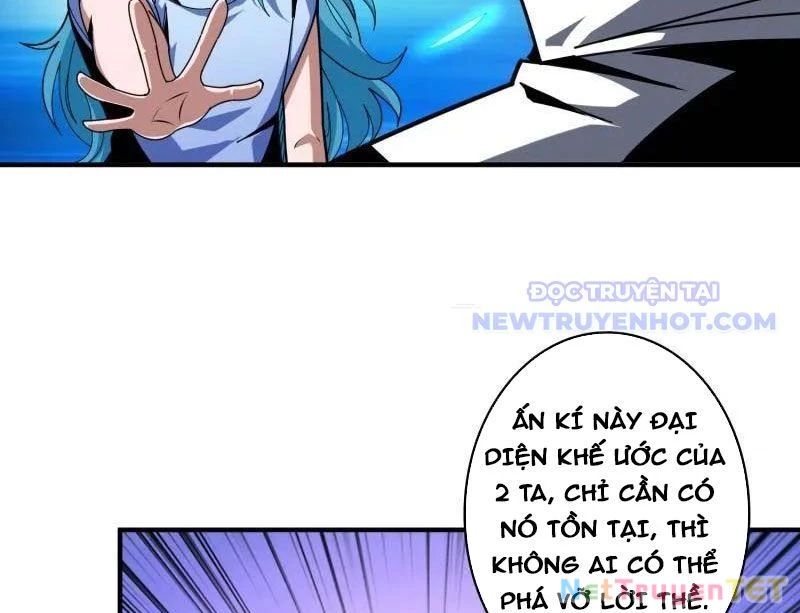 ĐỌC TRUYỆN TẠI
NEWTRUYENHOT.COM
ẤN KÍ NÀY ĐẠI
DIỆN KHẾ ƯỚC CỦA
2 TA, CHỈ CẦN CÓ
NÓ TỒN TẠI, THÌ
KHÔNG AI CÓ THỂ
PHÁ VỠ LỜI THỀ.
NETTRUYENTET